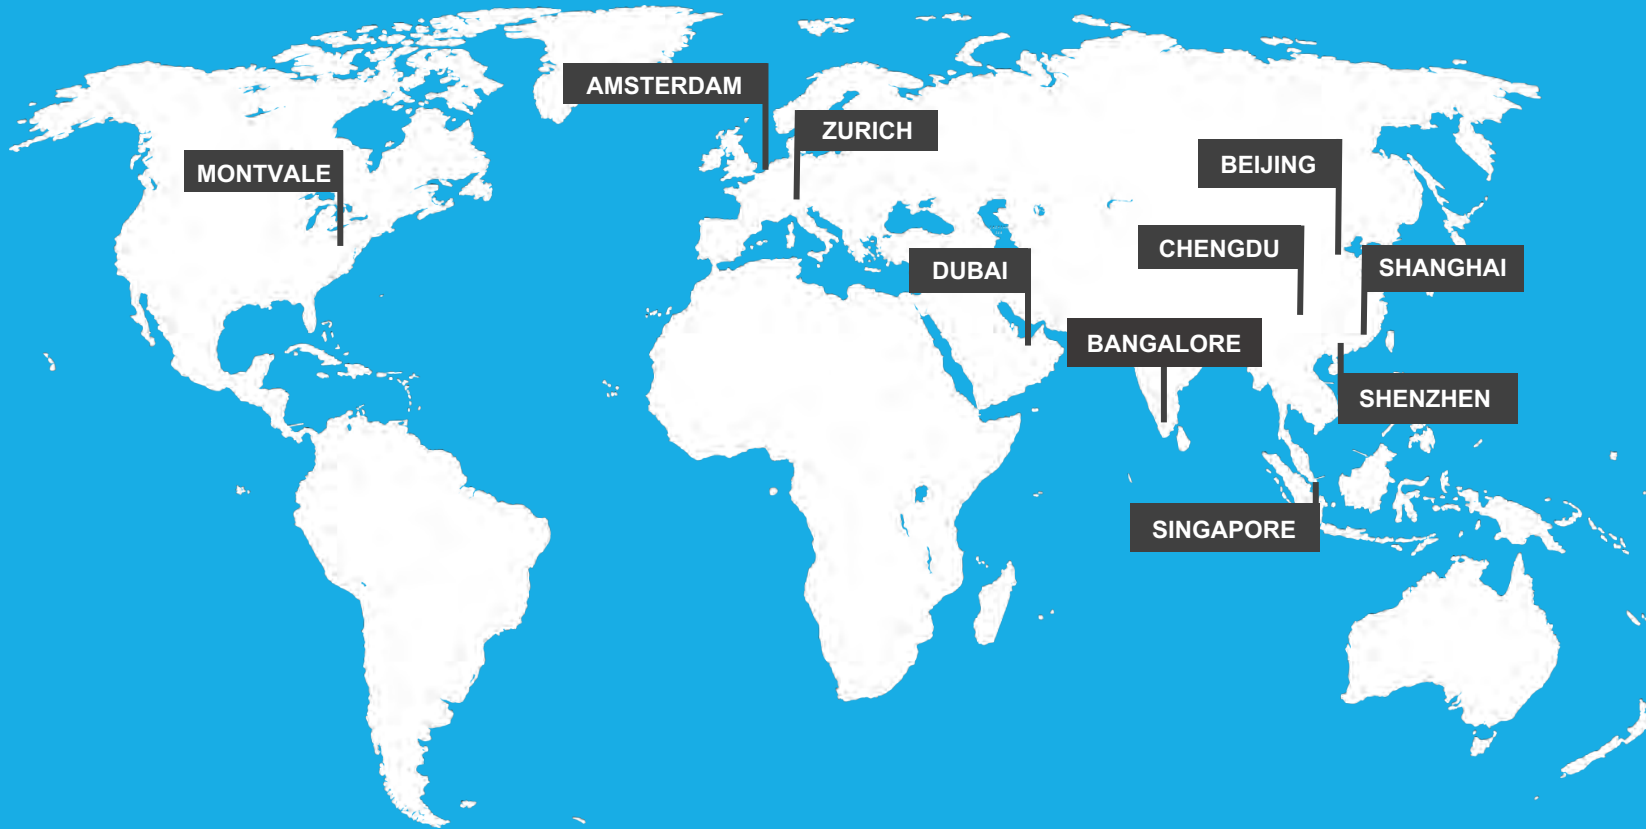 AMSTERDAM
ZURICH
MONTVALE
BEIJING
CHENGDU
SHANGHAI
DUBAI
BANGALORE
SHENZHEN
SINGAPORE